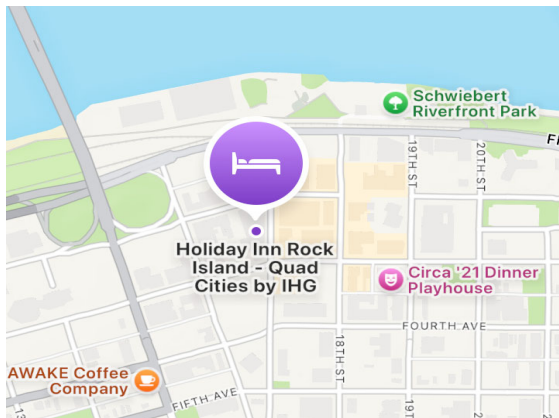 Schwiebert
Riverfront Park
19TH ST
20TH ST
Holiday Inn Rock
Island - Quad
Cities by IHG
Circa '21 Dinner
Playhouse
FOURTH AVE
18TH ST
AWAKE Coffee
Company
FIFTH AVE